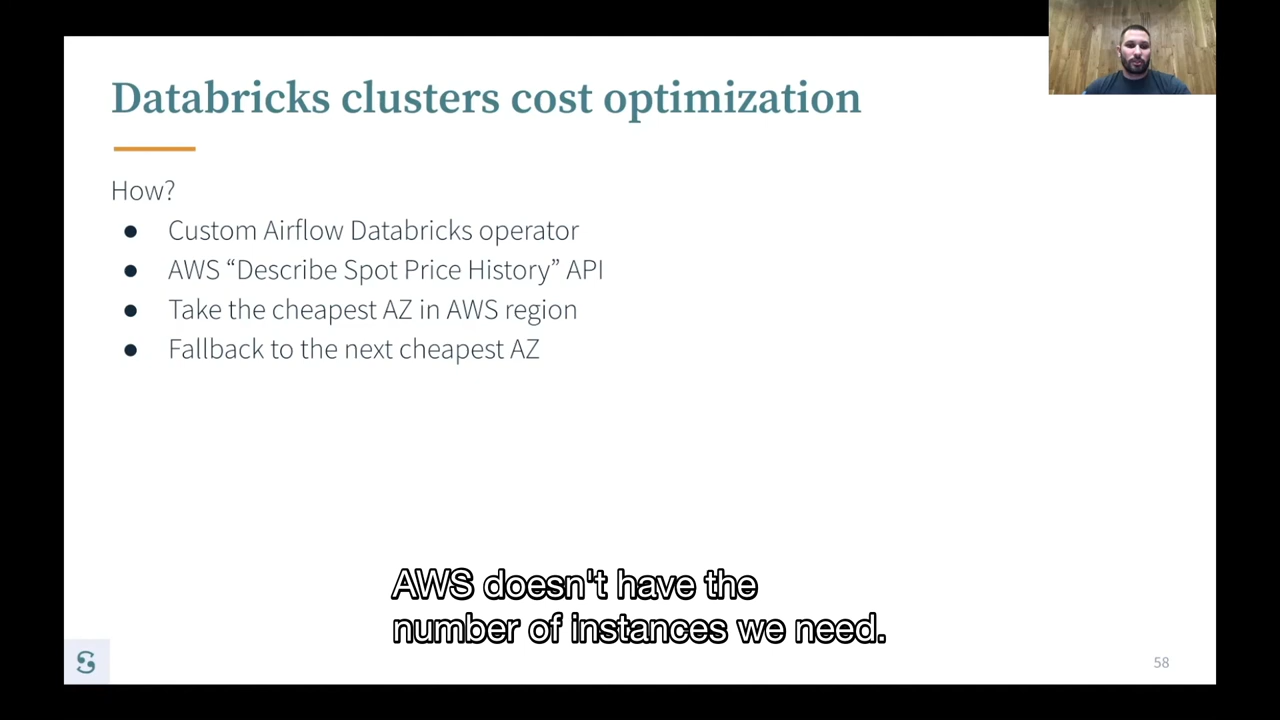 Databricks clusters cost optimization
How?
● Custom Airflow Databricks operator
● AWS “Describe Spot Price History” API
● Take the cheapest AZ in AWS region
● Fallback to the next cheapest AZ
AWS doesn't have the
number of instances we need.
58